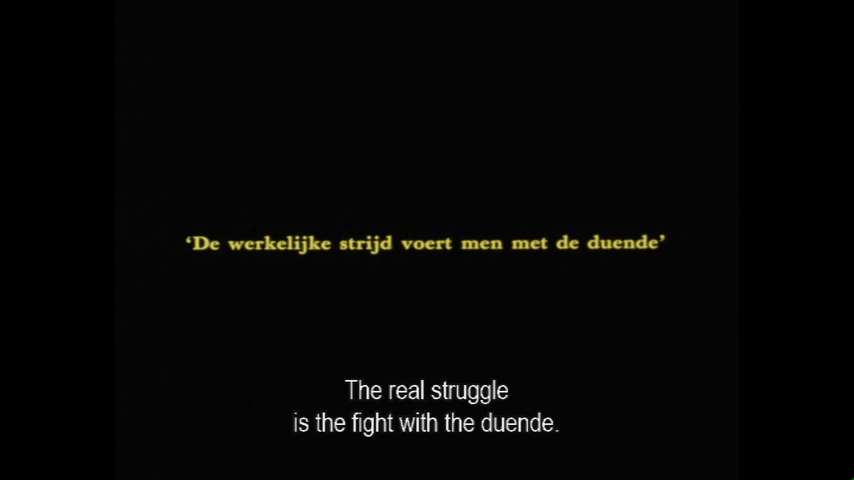 ‘De werkelijke strijd voert men met de duende’
The real struggle
is the fight with the duende.